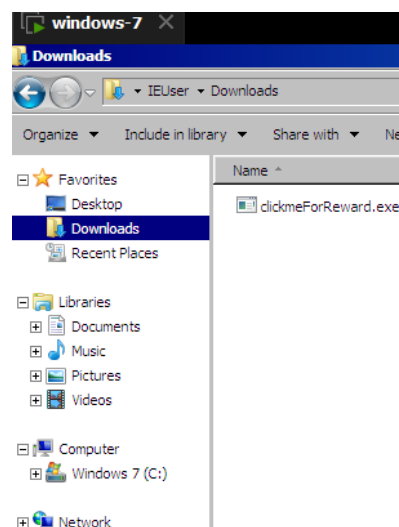 windows-7
Downloads
IEUser Downloads
Organize Include in library Share with Ne
Name
Favorites
clickmeForReward.exe
Desktop
Downloads
Recent Places
Libraries
Documents
Music
Pictures
Videos
Computer
Windows 7 (C:)
Network